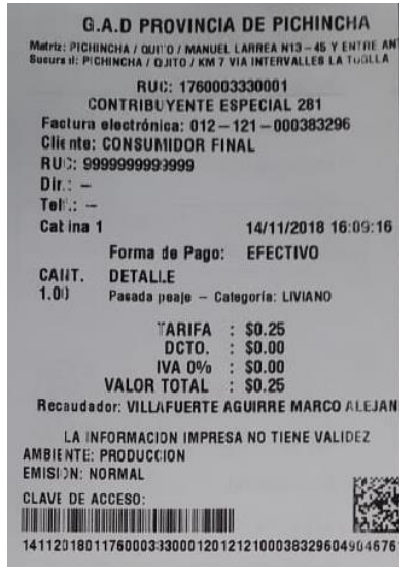 G.A.D PROVINCIA DE PICHINCHA
Matriz: PICHINCHA / QUITO / MANUEL LARREA N13 – 45 Y ENTRE ANT
Sucursal: PICHINCHA / QUITO / KM 7 VIA INTERVALLES LA
RUC: 1760003330001
CONTRIBUYENTE ESPECIAL 281
Factura electrónica: 012 – 121 – 000383296
Cliente: CONSUMIDOR FINAL
RUC: 9999999999999
Dir.: –
Telf.: –
Cabina 1 14/11/2018 16:09:16
Forma de Pago: EFECTIVO
CANT. DETALLE
1.00 Pasada peaje – Categoría: LIVIANO
TARIFA : $0.25
DCTO. : $0.00
IVA 0% : $0.00
VALOR TOTAL : $0.25
Recaudador: VILLAFUERTE AGUIRRE MARCO ALEJAN
LA INFORMACION IMPRESA NO TIENE VALIDEZ
AMBIENTE: PRODUCCION
EMISION: NORMAL
CLAVE DE ACCESO: